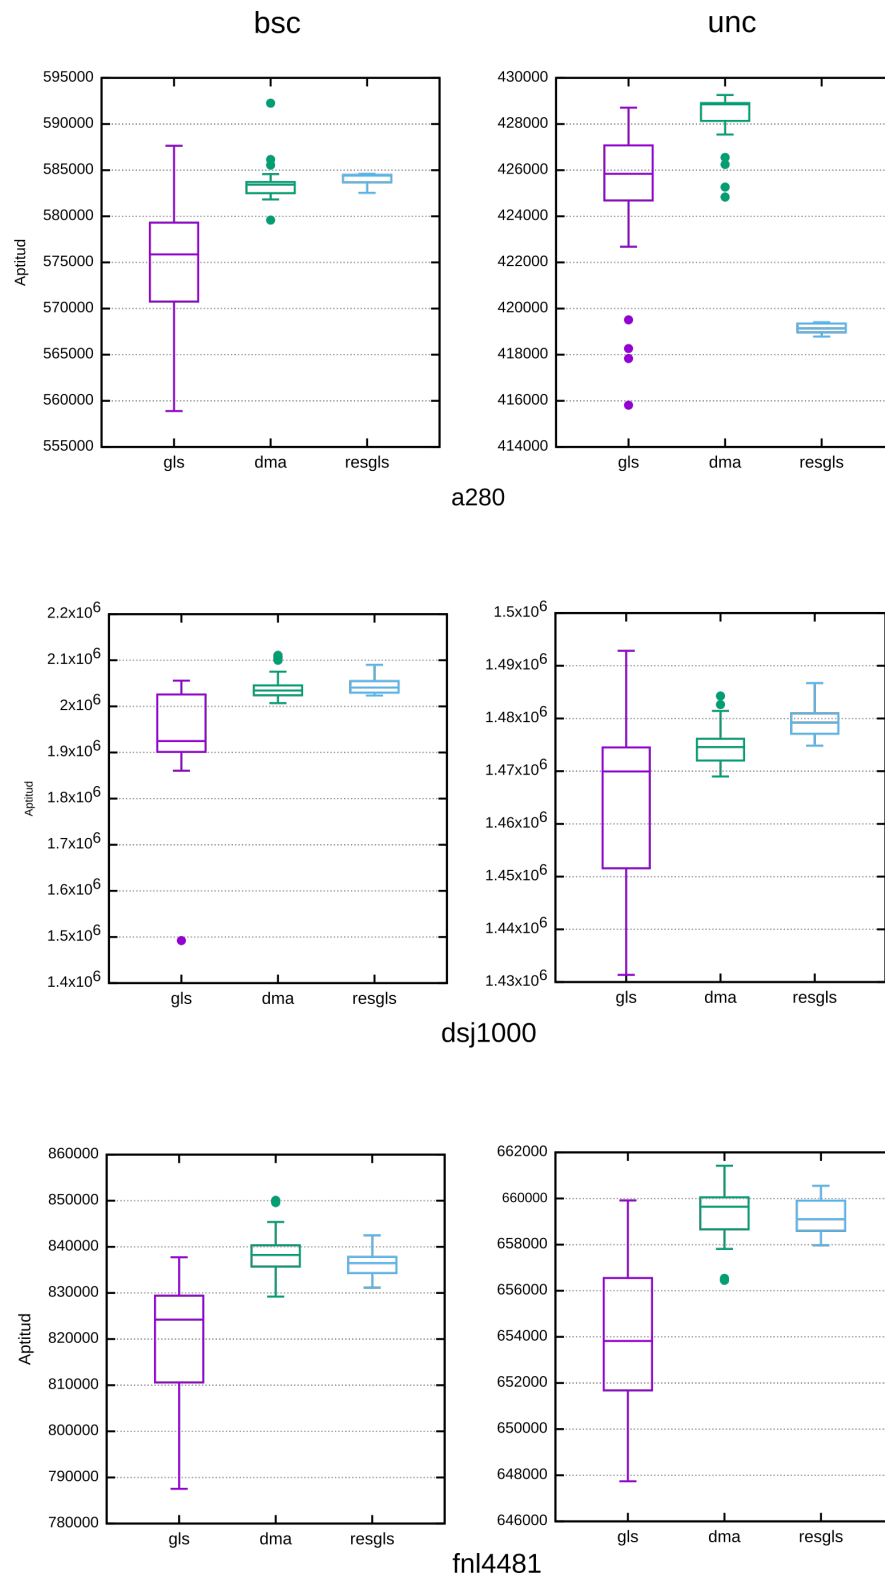 bsc
unc
595000
590000
585000
580000
575000
570000
565000
560000
555000
Aptitud
gls dma resgls
430000
428000
426000
424000
422000
420000
418000
416000
414000
gls dma resgls
a280
2.2x10^6
2.1x10^6
2x10^6
1.9x10^6
1.8x10^6
1.7x10^6
1.6x10^6
1.5x10^6
1.4x10^6
Aptitud
gls dma resgls
1.5x10^6
1.49x10^6
1.48x10^6
1.47x10^6
1.46x10^6
1.45x10^6
1.44x10^6
1.43x10^6
gls dma resgls
dsj1000
860000
850000
840000
830000
820000
810000
800000
790000
780000
Aptitud
gls dma resgls
662000
660000
658000
656000
654000
652000
650000
648000
646000
gls dma resgls
fnl4481